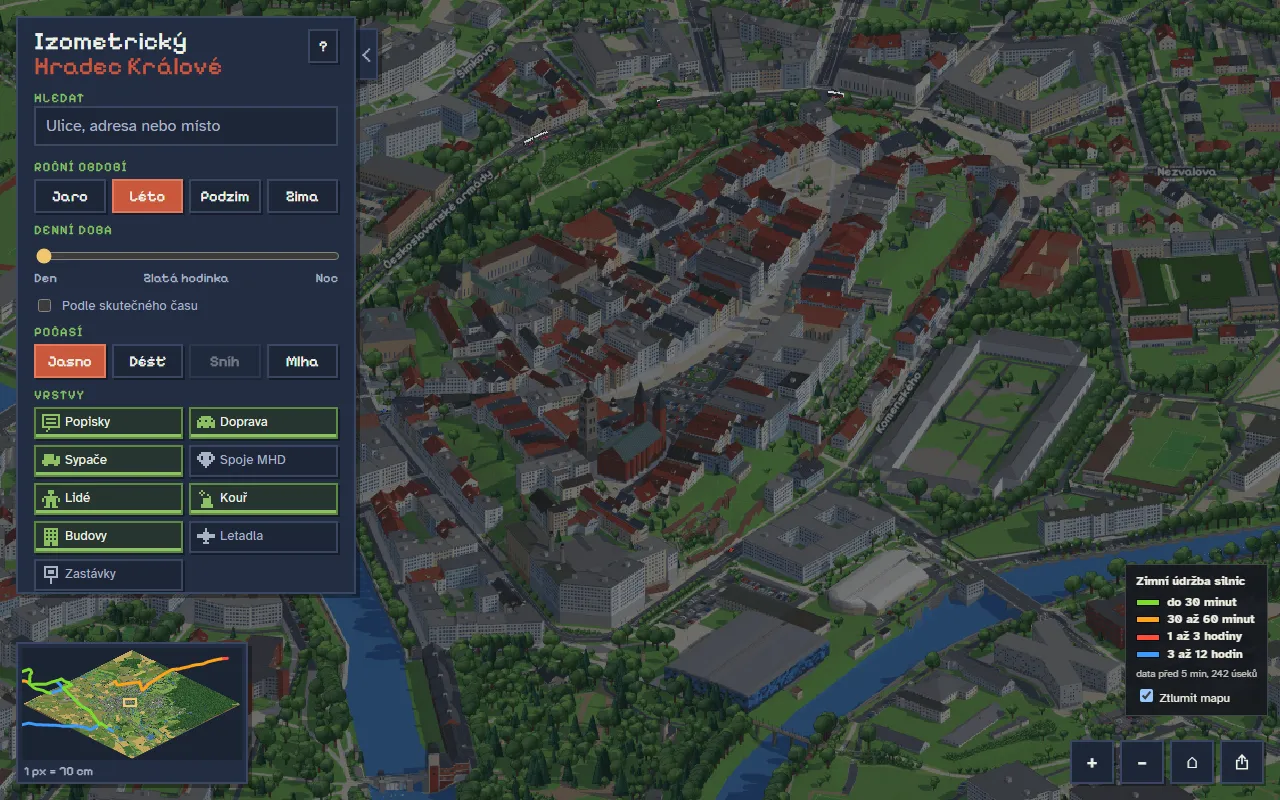 Izometrický
Hradec Králové
?
HLEDAT
Ulice, adresa nebo místo
ROČNÍ OBDOBÍ
Jaro
Léto
Podzim
Zima
DENNÍ DOBA
Den
Zlatá hodinka
Noc
Podle skutečného času
POČASÍ
Jasno
Déšť
Sníh
Mlha
VRSTVY
Popisky
Doprava
Sypače
Spoje MHD
Lidé
Kouř
Budovy
Letadla
Zastávky
1 px = 70 cm
Československé armády
Nezvalova
Komenského
Zimní údržba silnic
do 30 minut
30 až 60 minut
1 až 3 hodiny
3 až 12 hodin
data před 5 min, 242 úseků
Ztlumit mapu
+
-